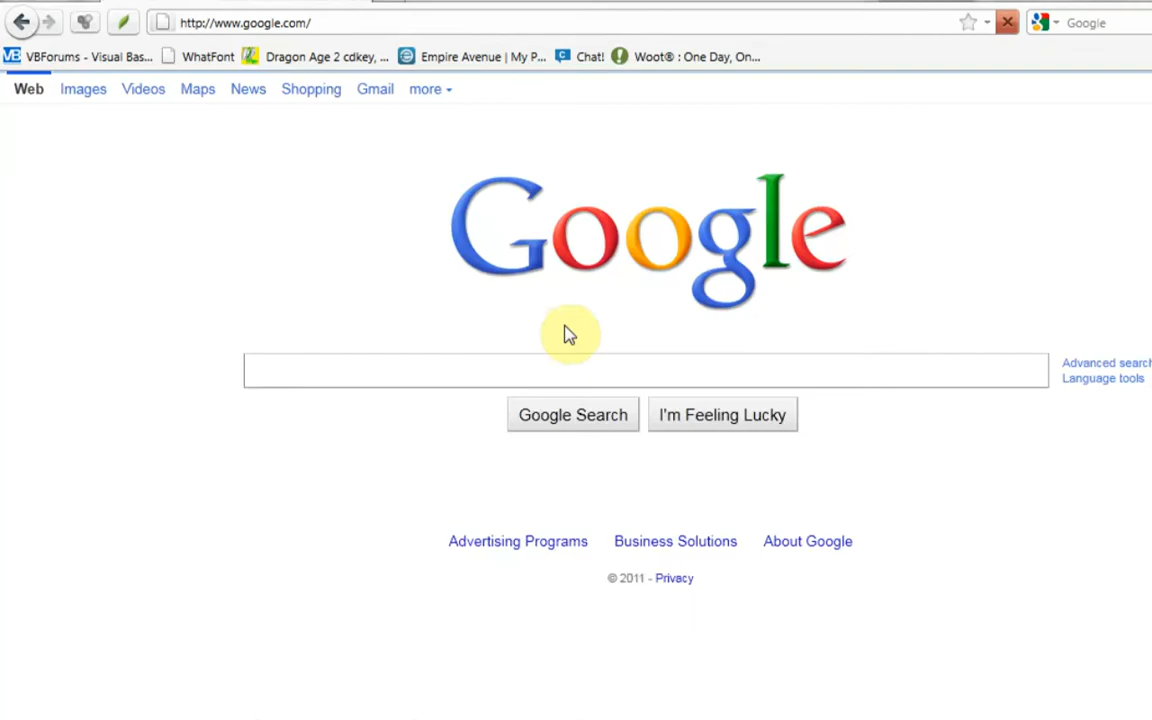 http://www.google.com/ Google
VBForums - Visual Bas... WhatFont Dragon Age 2 cdkey, ... Empire Avenue | My P... Chat! Woot® : One Day, On...
Web Images Videos Maps News Shopping Gmail more
Google
Advanced search
Language tools
Google Search I'm Feeling Lucky
Advertising Programs Business Solutions About Google
© 2011 - Privacy